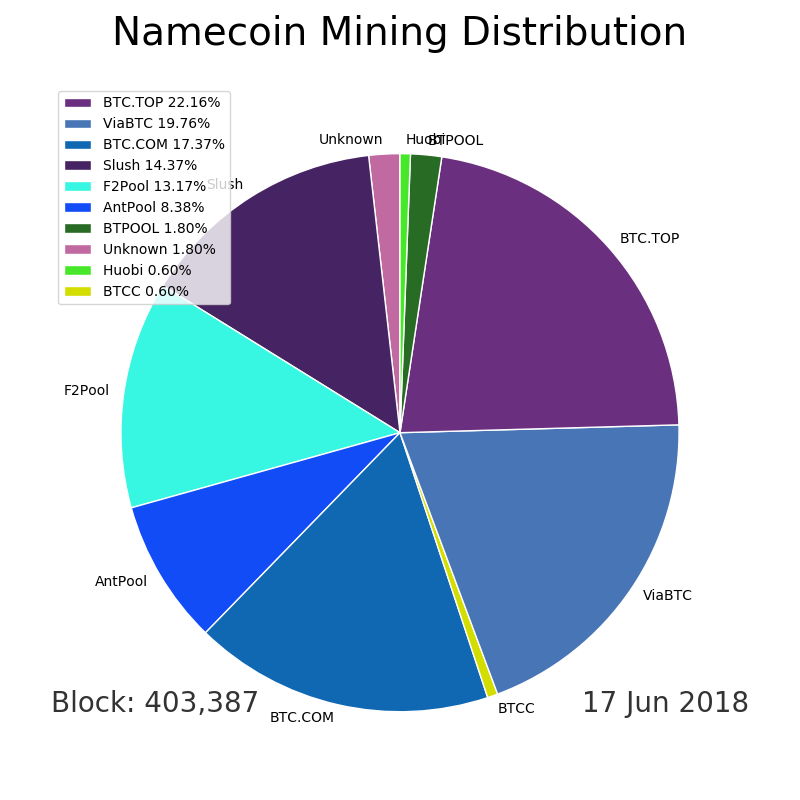 Namecoin Mining Distribution
BTC.TOP 22.16%
ViaBTC 19.76%
BTC.COM 17.37%
Slush 14.37%
F2Pool 13.17%
AntPool 8.38%
BTPOOL 1.80%
Unknown 1.80%
Huobi 0.60%
BTCC 0.60%
Unknown
Huobi
BTPOOL
Slush
BTC.TOP
F2Pool
AntPool
ViaBTC
Block: 403,387
17 Jun 2018
BTCC
BTC.COM